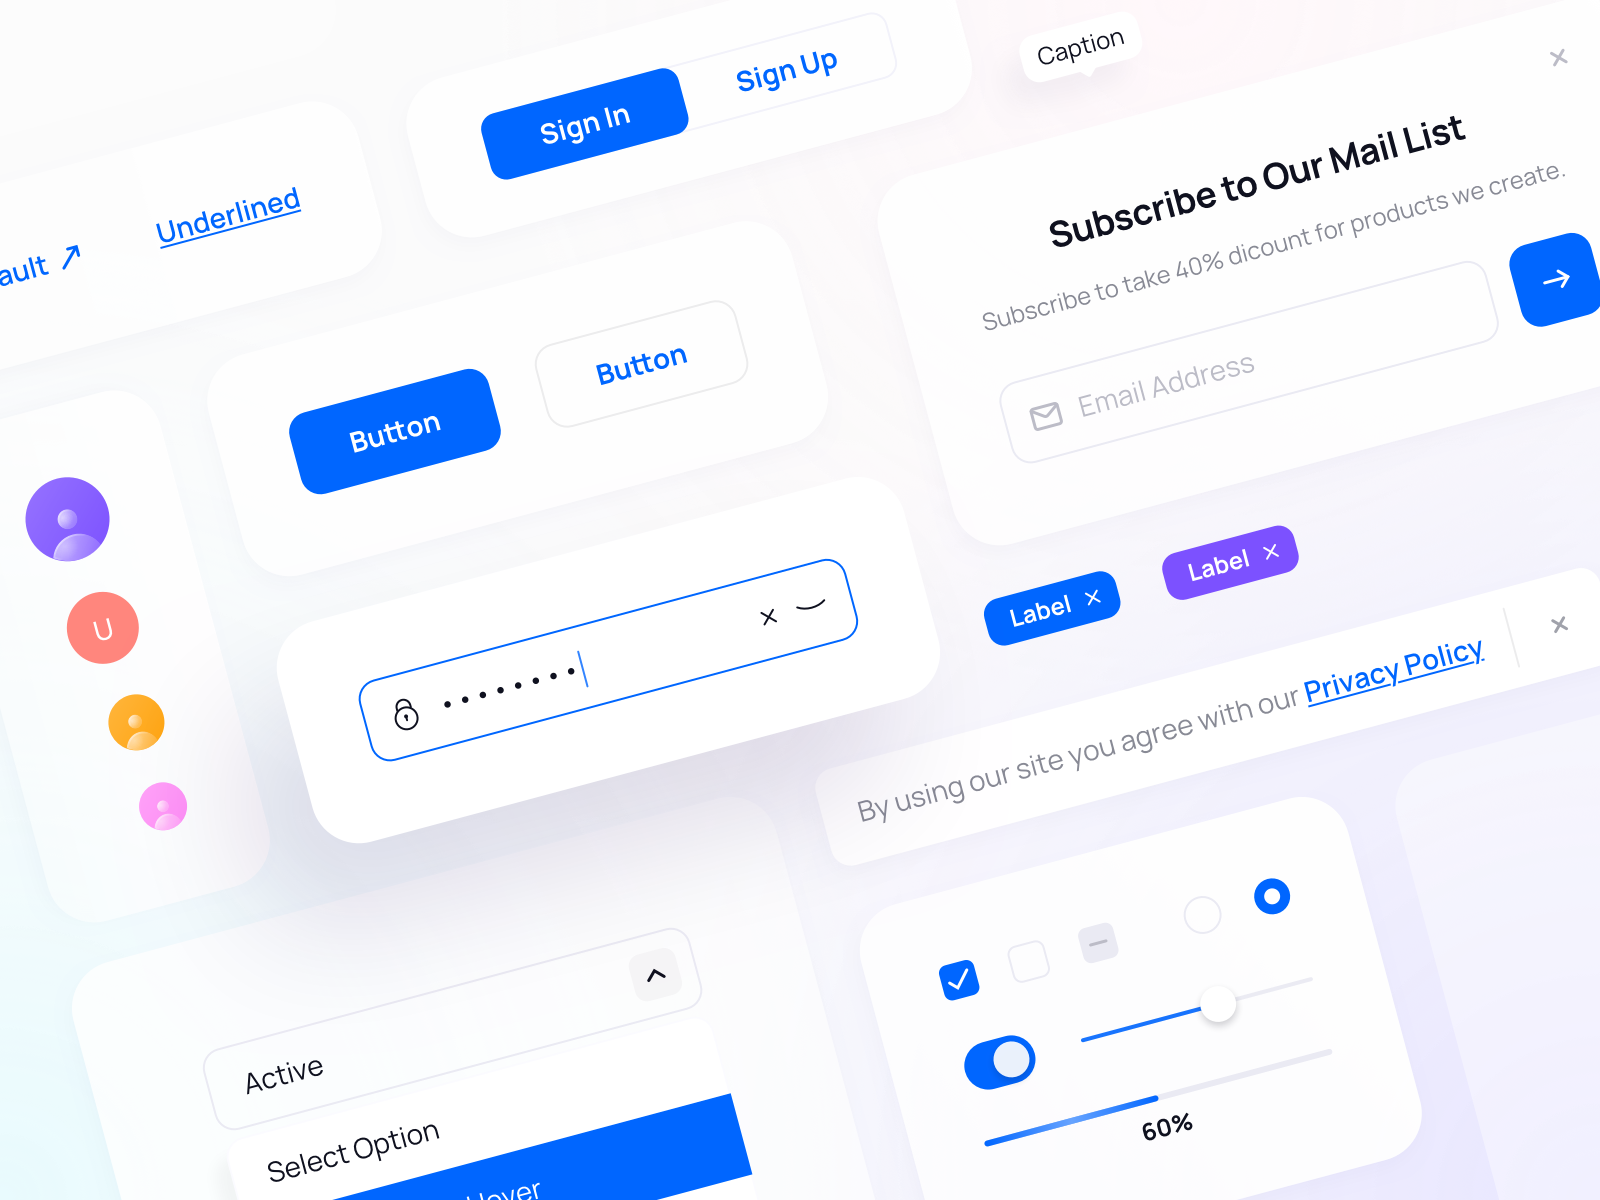 Caption
Sign In
Sign Up
Underlined
ault
Subscribe to Our Mail List
Subscribe to take 40% dicount for products we create.
Email Address
Button
Button
U
Label
Label
By using our site you agree with our Privacy Policy
Active
Select Option
Hover
60%